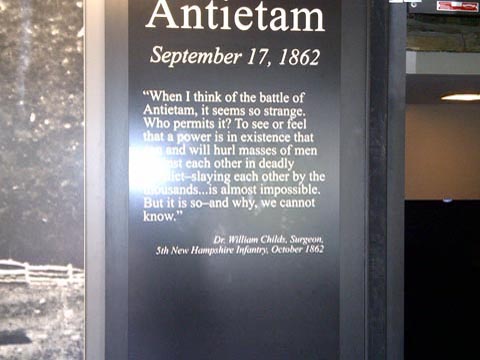 Antietam
September 17, 1862
“When I think of the battle of
Antietam, it seems so strange.
Who permits it? To see or feel
that a power is in existence that
and will hurl masses of men
each other in deadly
–slaying each other by the
thousands...is almost impossible.
But it is so–and why, we cannot
know.”
Dr. William Childs, Surgeon,
5th New Hampshire Infantry, October 1862